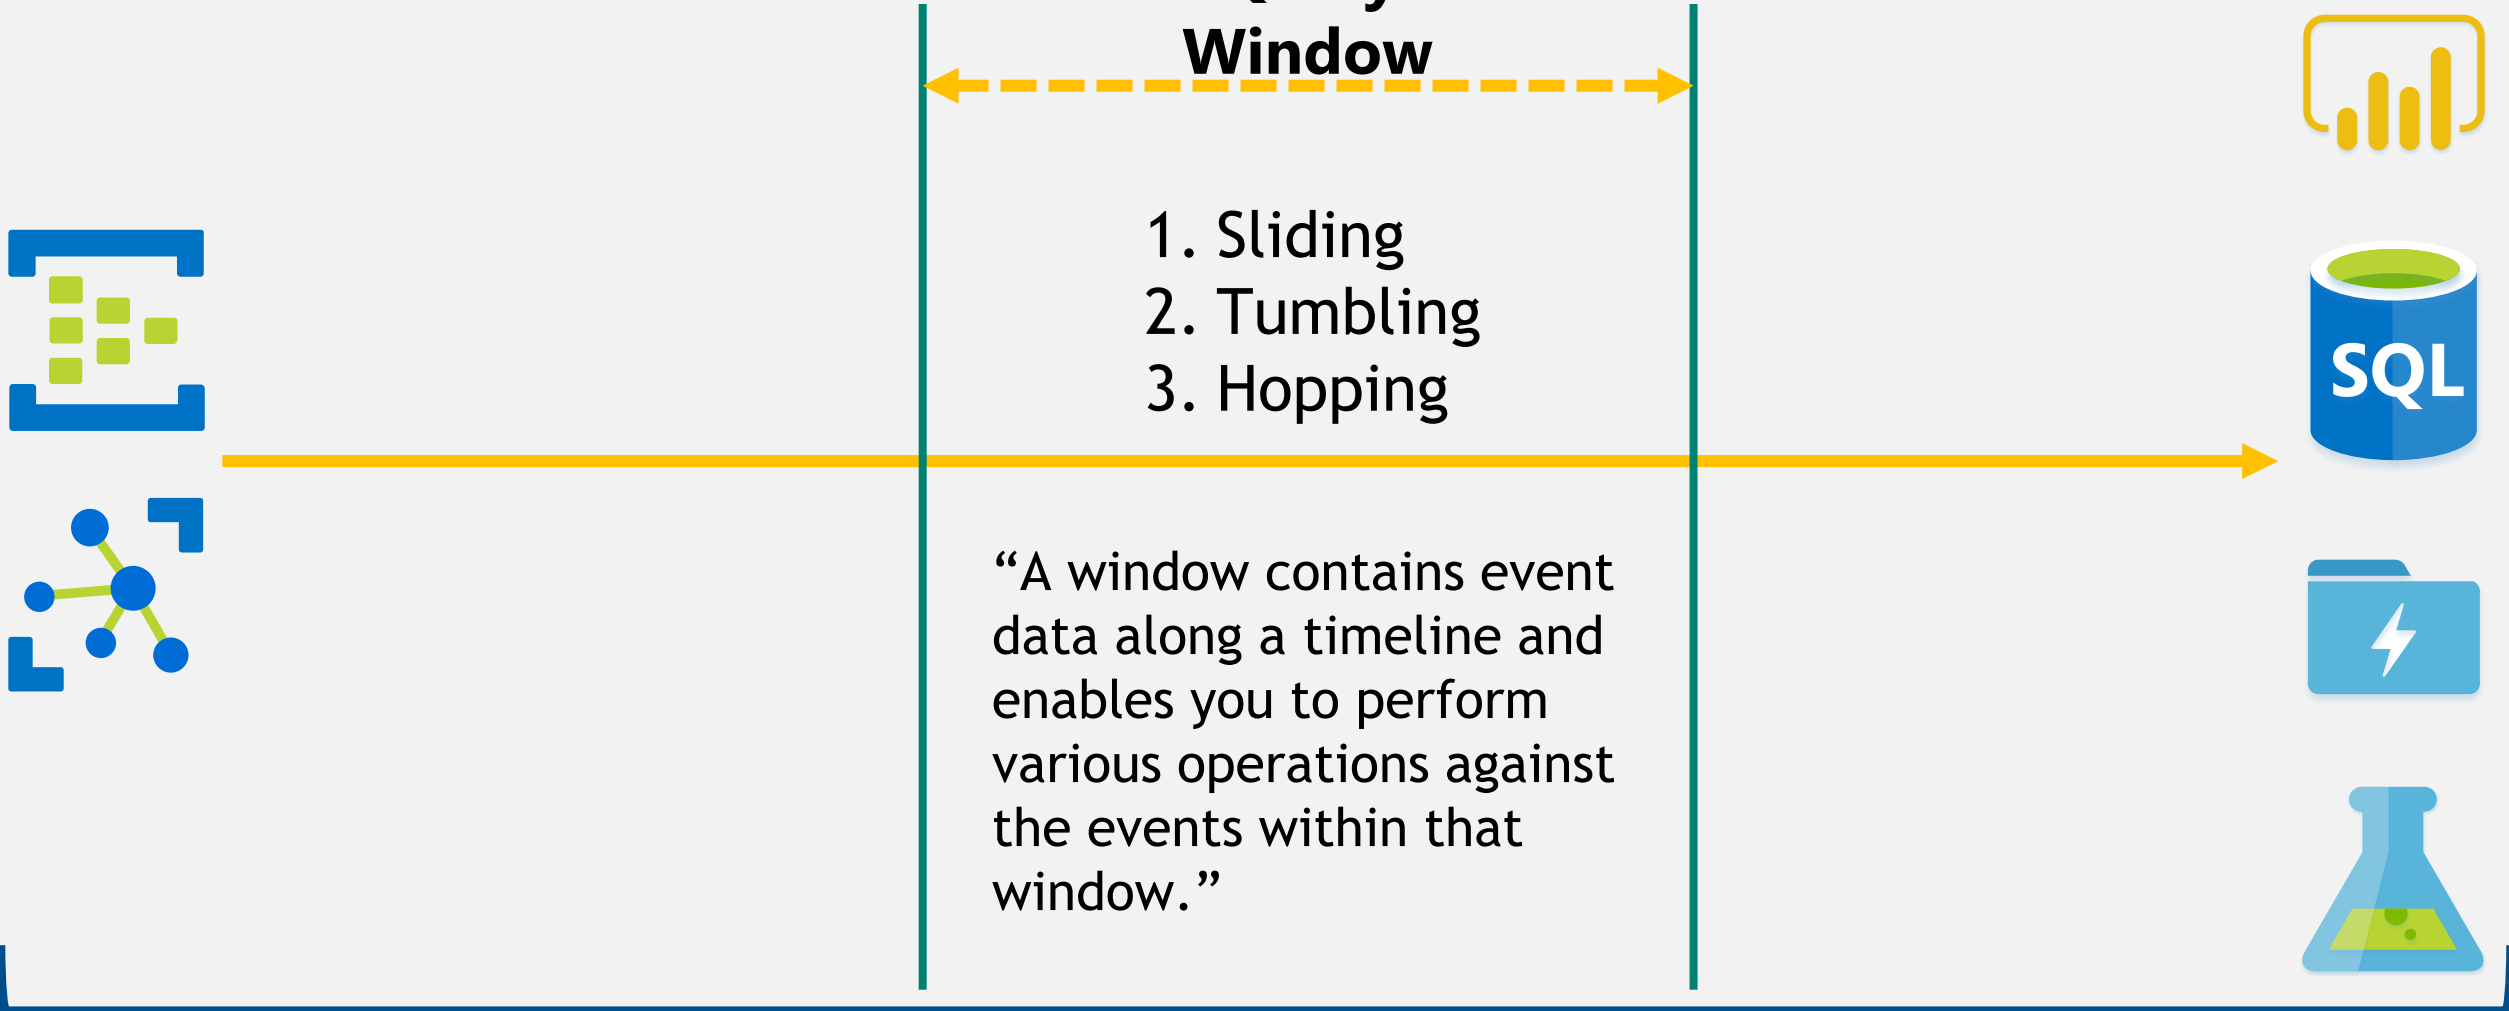 Window
1. Sliding
2. Tumbling
3. Hopping
SQL
“A window contains event
data along a timeline and
enables you to perform
various operations against
the events within that
window.”